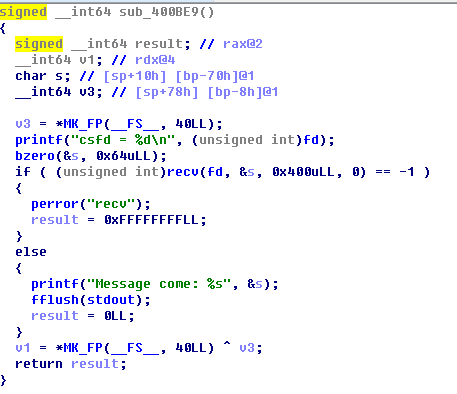 signed __int64 sub_400BE9()
{
signed __int64 result; // rax@2
__int64 v1; // rdx@4
char s; // [sp+10h] [bp-70h]@1
__int64 v3; // [sp+78h] [bp-8h]@1
v3 = *MK_FP(__FS__, 40LL);
printf("csfd = %d\n", (unsigned int)fd);
bzero(&s, 0x64uLL);
if ( (unsigned int)recv(fd, &s, 0x400uLL, 0) == -1 )
{
perror("recv");
result = 0xFFFFFFFFLL;
}
else
{
printf("Message come: %s", &s);
fflush(stdout);
result = 0LL;
}
v1 = *MK_FP(__FS__, 40LL) ^ v3;
return result;
}